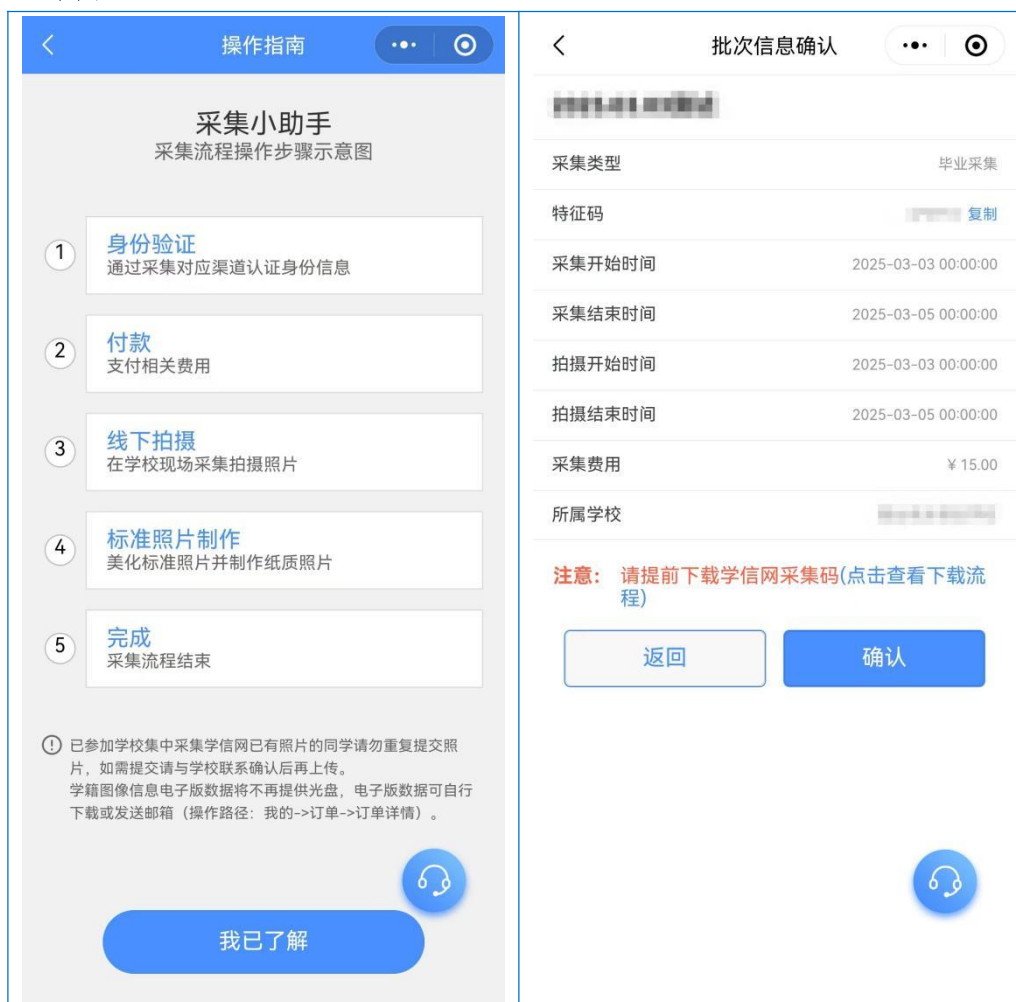 操作指南
采集小助手
采集流程操作步骤示意图
1
身份验证
通过采集对应渠道认证身份信息
2
付款
支付相关费用
3
线下拍摄
在学校现场采集拍摄照片
4
标准照片制作
美化标准照片并制作纸质照片
5
完成
采集流程结束
已参加学校集中采集学信网已有照片的同学请勿重复提交照
片，如需提交请与学校联系确认后再上传。
学籍图像信息电子版数据将不再提供光盘，电子版数据可自行
下载或发送邮箱（操作路径：我的->订单->订单详情）。
我已了解
批次信息确认
采集类型 毕业采集
特征码 复制
采集开始时间 2025-03-03 00:00:00
采集结束时间 2025-03-05 00:00:00
拍摄开始时间 2025-03-03 00:00:00
拍摄结束时间 2025-03-05 00:00:00
采集费用 ¥ 15.00
所属学校
注意： 请提前下载学信网采集码(点击查看下载流
程)
返回 确认